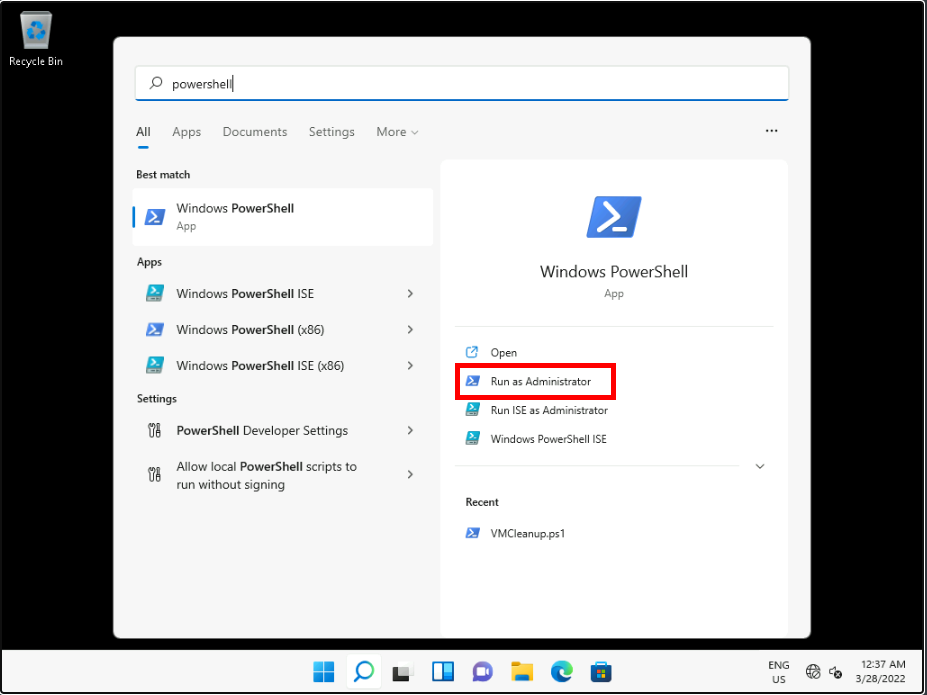 Recycle Bin
powershell
All Apps Documents Settings More
Best match
Windows PowerShell
App
Apps
Windows PowerShell ISE
Windows PowerShell (x86)
Windows PowerShell ISE (x86)
Settings
PowerShell Developer Settings
Allow local PowerShell scripts to
run without signing
Windows PowerShell
App
Open
Run as Administrator
Run ISE as Administrator
Windows PowerShell ISE
Recent
VMCleanup.ps1
ENG
US
12:37 AM
3/28/2022